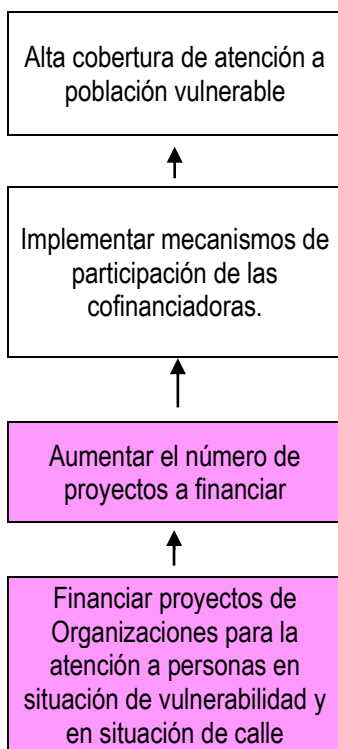 Alta cobertura de atención a
población vulnerable
Implementar mecanismos de
participación de las
cofinanciadoras.
Aumentar el número de
proyectos a financiar
Financiar proyectos de
Organizaciones para la
atención a personas en
situación de vulnerabilidad y
en situación de calle